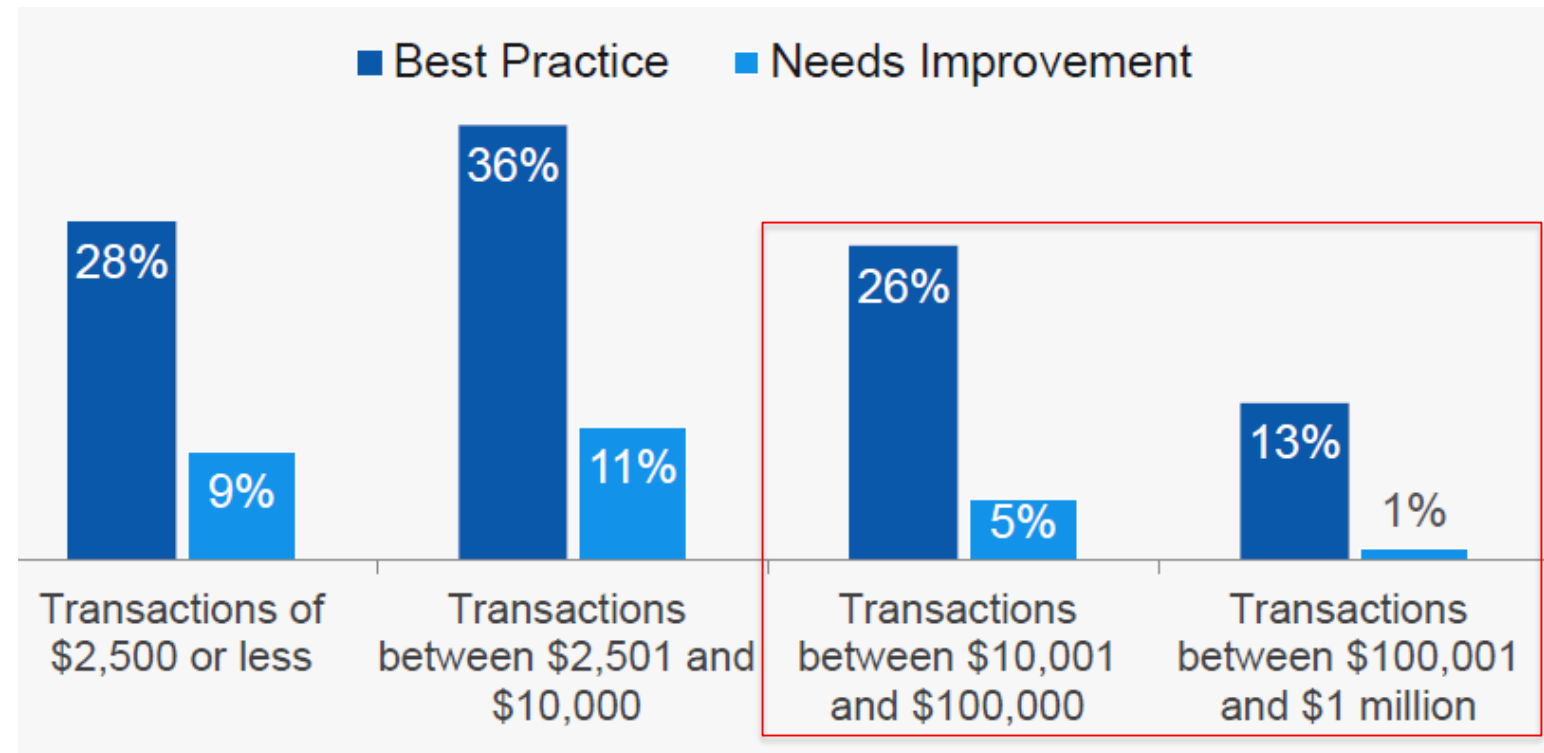 Best Practice Needs Improvement
28%
9%
36%
11%
26%
5%
13%
1%
Transactions of
$2,500 or less
Transactions
between $2,501 and
$10,000
Transactions
between $10,001
and $100,000
Transactions
between $100,001
and $1 million